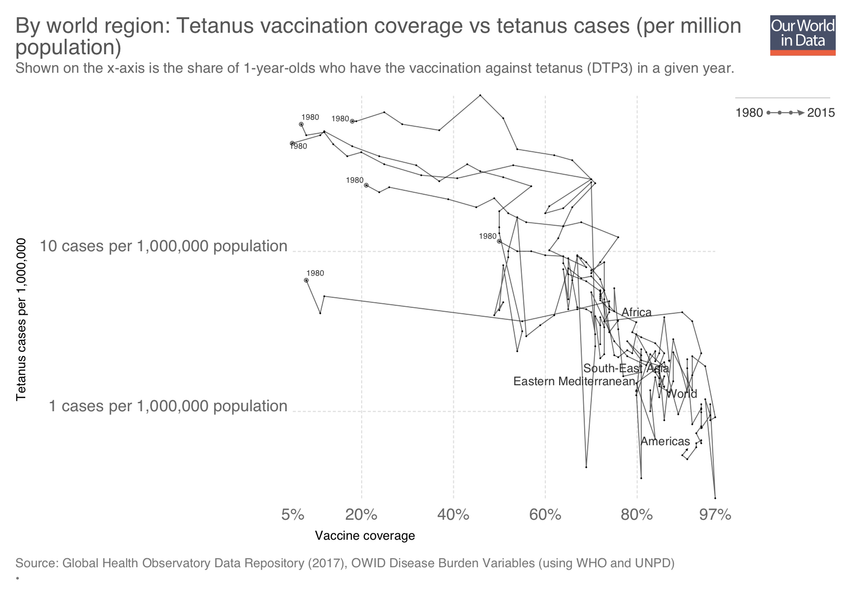 By world region: Tetanus vaccination coverage vs tetanus cases (per million
population)
Our World
in Data
Shown on the x-axis is the share of 1-year-olds who have the vaccination against tetanus (DTP3) in a given year.
1980
2015
1980
1980
1980
1980
1980
1980
Tetanus cases per 1,000,000
10 cases per 1,000,000 population
1 cases per 1,000,000 population
Africa
South-East Asia
Eastern Mediterranean
World
Americas
5%
20%
40%
60%
80%
97%
Vaccine coverage
Source: Global Health Observatory Data Repository (2017), OWID Disease Burden Variables (using WHO and UNPD)